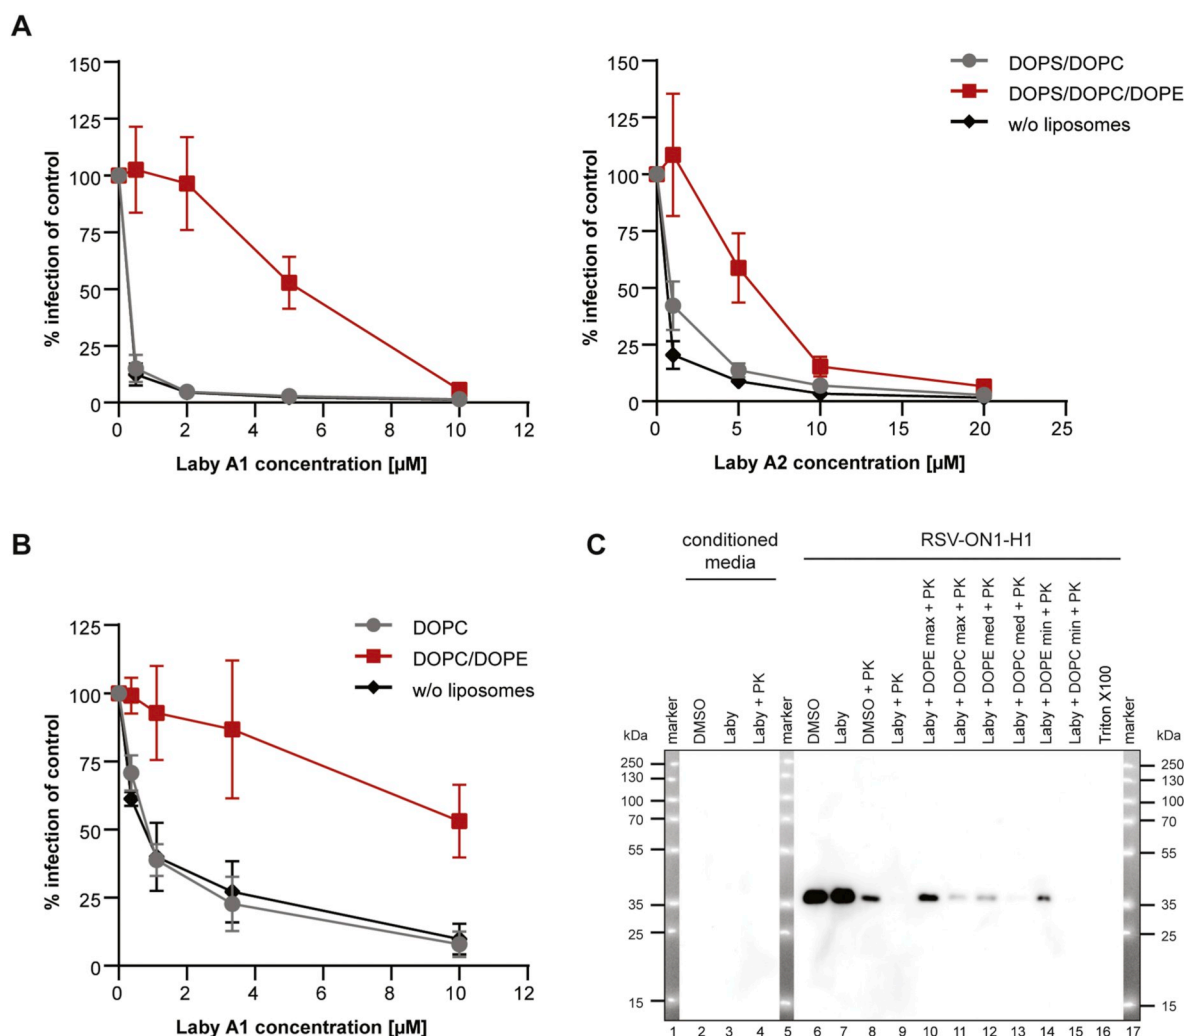 A
150
125
100
75
50
25
0
% infection of control
0 2 4 6 8 10 12
Laby A1 concentration [µM]
150
125
100
75
50
25
0
% infection of control
0 5 10 15 20 25
Laby A2 concentration [µM]
DOPS/DOPC
DOPS/DOPC/DOPE
w/o liposomes
B
125
100
75
50
25
0
% infection of control
0 2 4 6 8 10 12
Laby A1 concentration [µM]
DOPC
DOPC/DOPE
w/o liposomes
C
conditioned
media
RSV-ON1-H1
marker
DMSO
Laby
Laby + PK
marker
DMSO
Laby
DMSO + PK
Laby + PK
Laby + DOPE max + PK
Laby + DOPC max + PK
Laby + DOPE med + PK
Laby + DOPC med + PK
Laby + DOPE min + PK
Laby + DOPC min + PK
Triton X100
marker
kDa
250
130
100
70
55
35
25
15
kDa
250
130
100
70
55
35
25
15
1 2 3 4 5 6 7 8 9 10 11 12 13 14 15 16 17